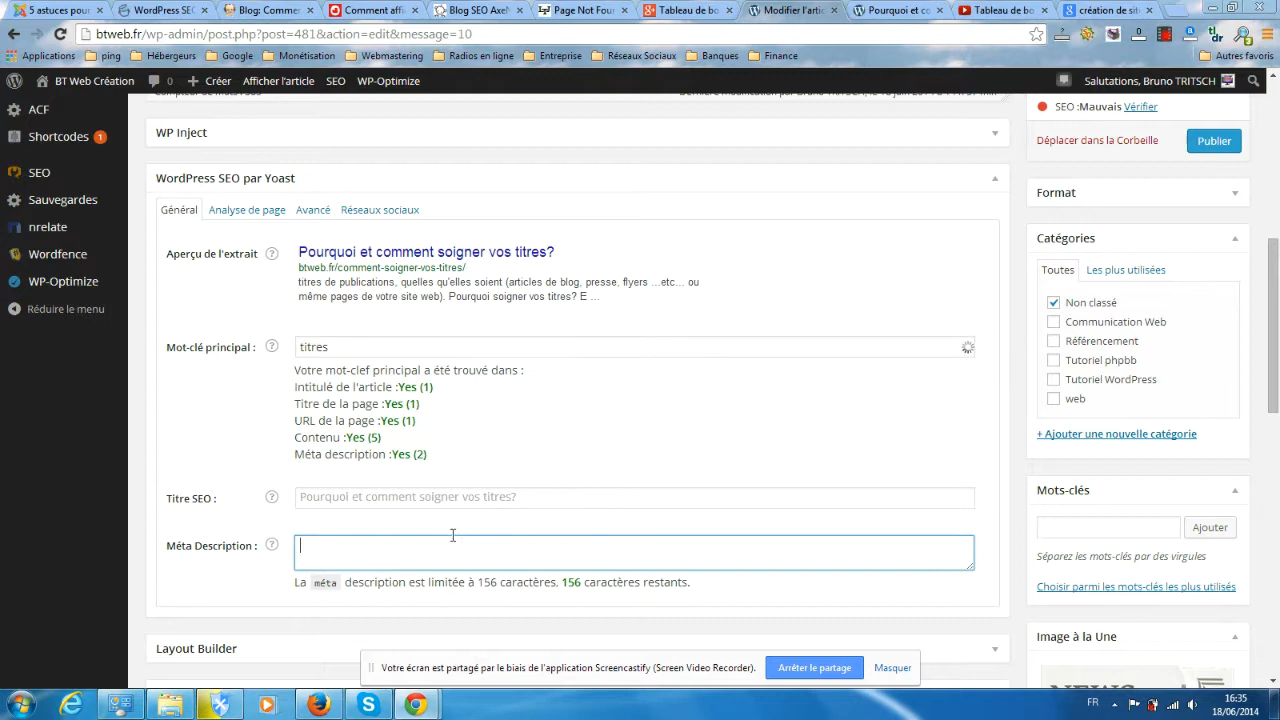 5 astuces pour
WordPress SEO
Blog: Comme
Comment affi
Blog SEO AxeN
Page Not Foun
Tableau de bo
Modifier l'arti
Pourquoi et co
Tableau de bo
création de sit
btweb.fr/wp-admin/post.php?post=481&action=edit&message=10
Applications
ping
Hébergeurs
Google
Monétisation
Webmastering
Radios en ligne
Entreprise
Réseaux Sociaux
Banques
Finance
Autres favoris
BT Web Création
0
Créer
Afficher l'article
SEO
WP-Optimize
Salutations, Bruno TRITSCH
ACF
Shortcodes 1
SEO
Sauvegardes
nrelate
Wordfence
WP-Optimize
Réduire le menu
WP Inject
WordPress SEO par Yoast
Général
Analyse de page
Avancé
Réseaux sociaux
Aperçu de l'extrait
Pourquoi et comment soigner vos titres?
btweb.fr/comment-soigner-vos-titres/
titres de publications, quelles qu'elles soient (articles de blog, presse, flyers ...etc... ou
même pages de votre site web). Pourquoi soigner vos titres? E ...
Mot-clé principal :
titres
Votre mot-clef principal a été trouvé dans :
Intitulé de l'article :Yes (1)
Titre de la page :Yes (1)
URL de la page :Yes (1)
Contenu :Yes (5)
Méta description :Yes (2)
Titre SEO :
Pourquoi et comment soigner vos titres?
Méta Description :
La méta description est limitée à 156 caractères, 156 caractères restants.
Layout Builder
SEO :Mauvais Vérifier
Déplacer dans la Corbeille
Publier
Format
Catégories
Toutes
Les plus utilisées
Non classé
Communication Web
Référencement
Tutoriel phpbb
Tutoriel WordPress
web
+ Ajouter une nouvelle catégorie
Mots-clés
Ajouter
Séparez les mots-clés par des virgules
Choisir parmi les mots-clés les plus utilisés
Image à la Une
Votre écran est partagé par le biais de l'application Screencastify (Screen Video Recorder).
Arrêter le partage
Masquer
FR
16:35
18/06/2014